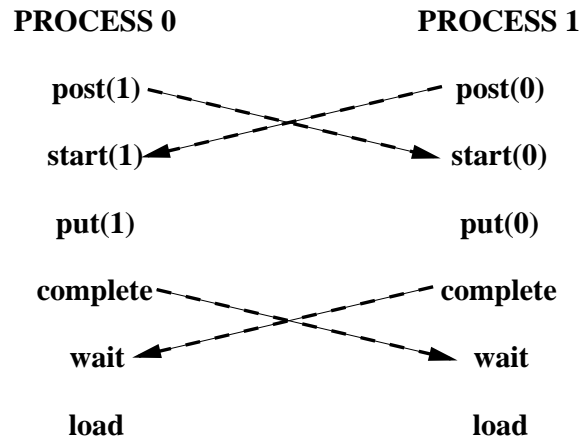 PROCESS 0 PROCESS 1
post(1) post(0)
start(1) start(0)
put(1) put(0)
complete complete
wait wait
load load